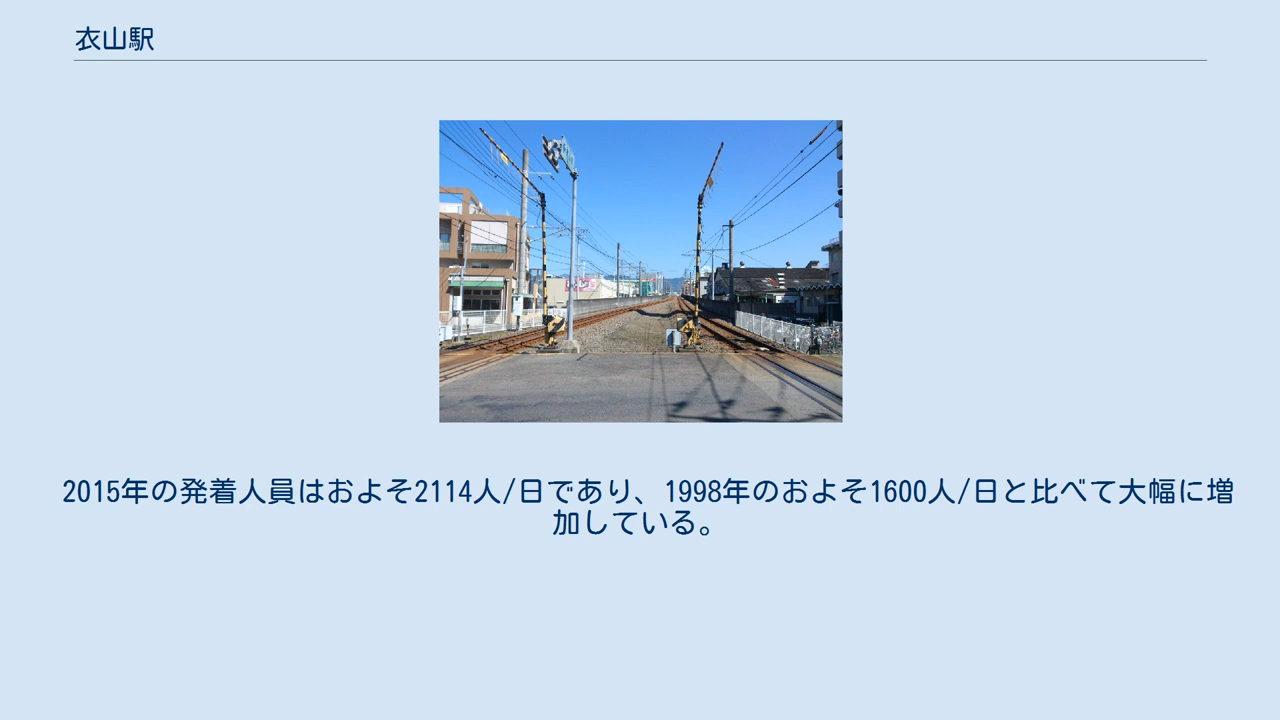 衣山駅
2015年の発着人員はおよそ2114人/日であり、1998年のおよそ1600人/日と比べて大幅に増
加している。